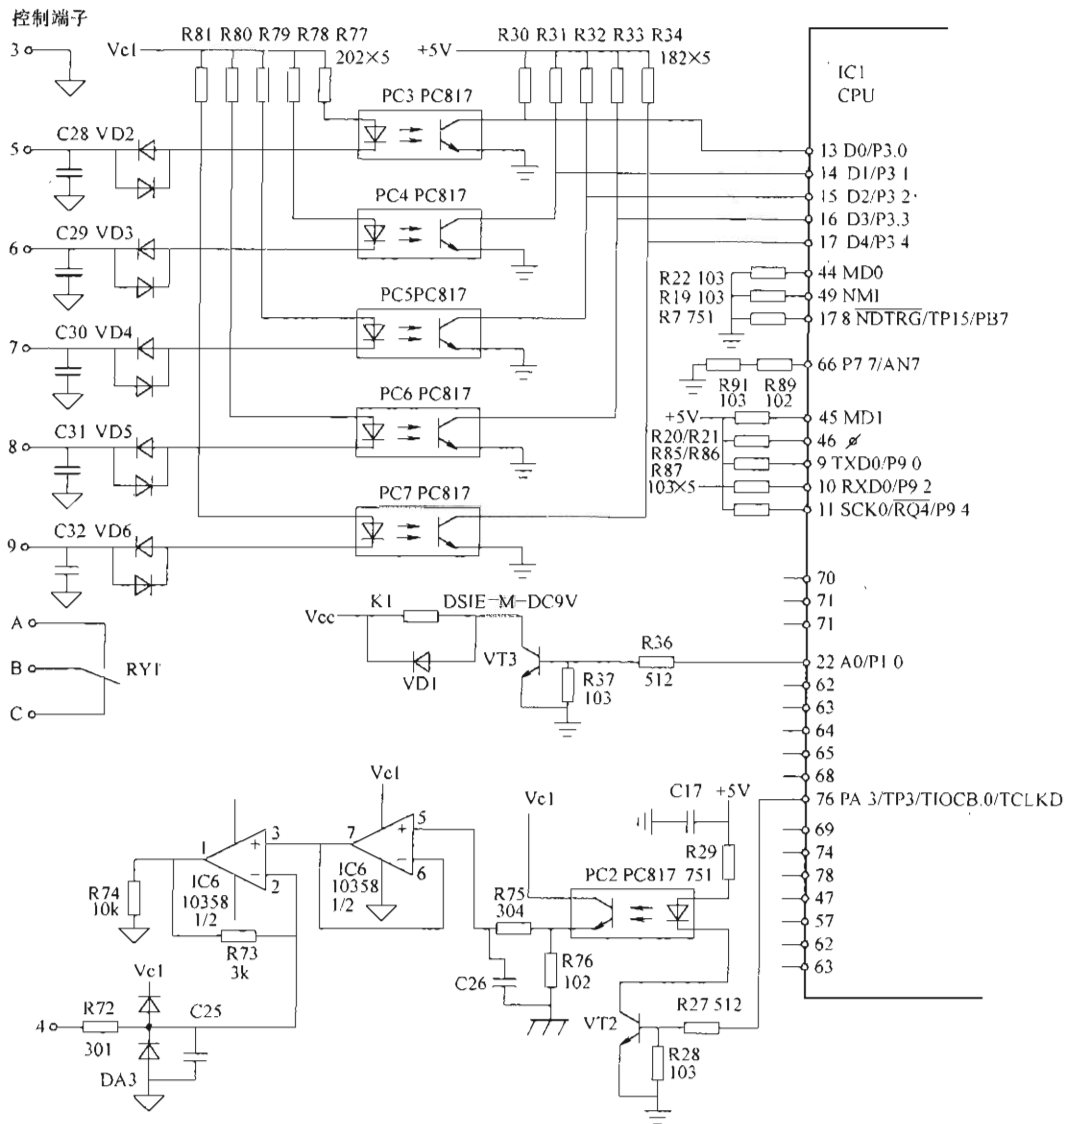 控制端子
3
Vc1
R81 R80 R79 R78 R77
202×5
+5V
R30 R31 R32 R33 R34
182×5
IC1
CPU
PC3 PC817
C28 VD2
5
13 D0/P3.0
14 D1/P3 1
15 D2/P3 2
16 D3/P3.3
17 D4/P3 4
PC4 PC817
C29 VD3
6
R22 103
44 MD0
R19 103
49 NMI
R7 751
17 8 NDTRG/TP15/PB7
PC5PC817
C30 VD4
7
66 P7 7/AN7
R91
103
R89
102
PC6 PC817
C31 VD5
8
+5V
45 MD1
R20/R21
46 ø
R85/R86
9 TXD0/P9 0
R87
103×5
10 RXD0/P9 2
11 SCK0/RQ4/P9 4
PC7 PC817
C32 VD6
9
70
71
71
K1
DSIE-M-DC9V
Vcc
VD1
VT3
R37
103
R36
512
22 A0/P1 0
A
B
C
RY1
62
63
64
65
68
76 PA 3/TP3/TIOCB.0/TCLKD
69
74
78
47
57
62
63
Vc1
Vc1
C17
+5V
R29
751
PC2 PC817
1
3
2
IC6
10358
1/2
7
5
6
IC6
10358
1/2
R74
10k
R73
3k
R75
304
R76
102
C26
Vc1
R72
301
4
C25
DA3
VT2
R27 512
R28
103